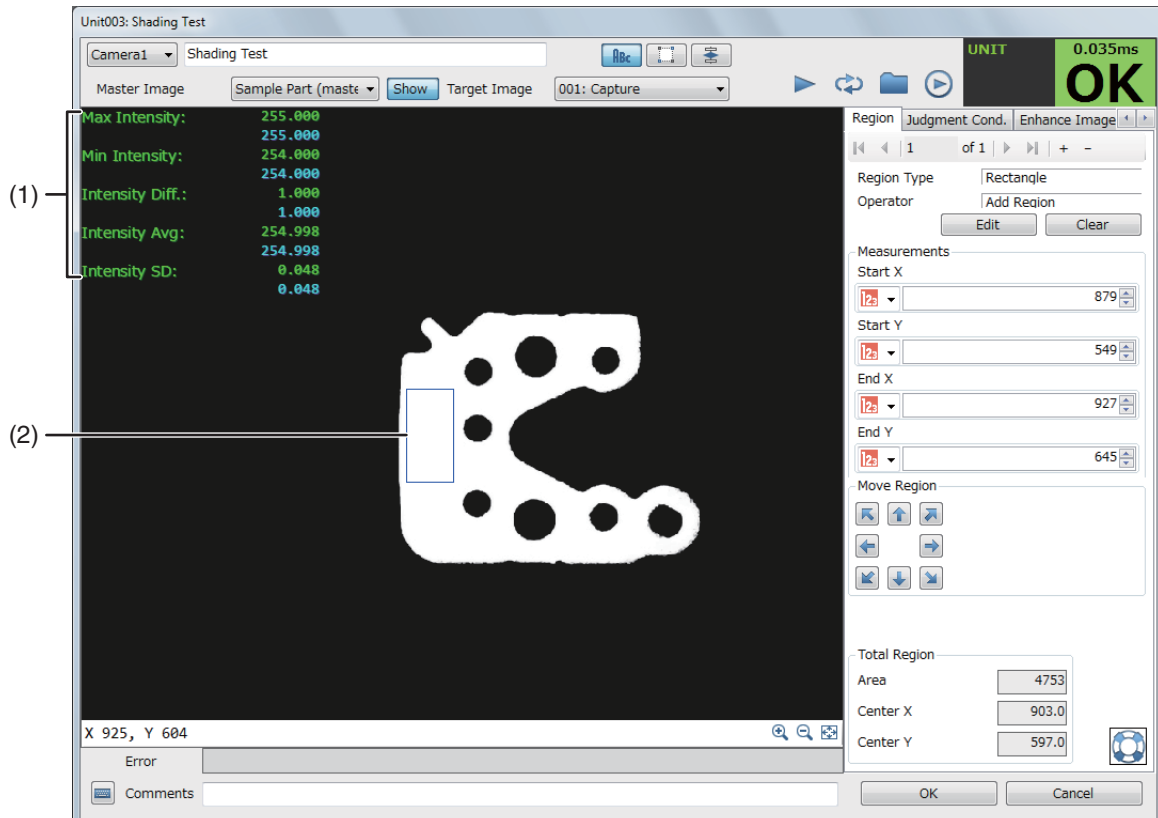 Unit003: Shading Test
Camera1 Shading Test ABc UNIT 0.035ms
OK
Master Image Sample Part (maste Show Target Image 001: Capture
(1)
Max Intensity: 255.000
255.000
Min Intensity: 254.000
254.000
Intensity Diff.: 1.000
1.000
Intensity Avg: 254.998
254.998
Intensity SD: 0.048
0.048
(2)
X 925, Y 604
Error
Comments
Region Judgment Cond. Enhance Image
1 of 1 + -
Region Type Rectangle
Operator Add Region
Edit Clear
Measurements
Start X
123 879
Start Y
123 549
End X
123 927
End Y
123 645
Move Region
Total Region
Area 4753
Center X 903.0
Center Y 597.0
OK Cancel